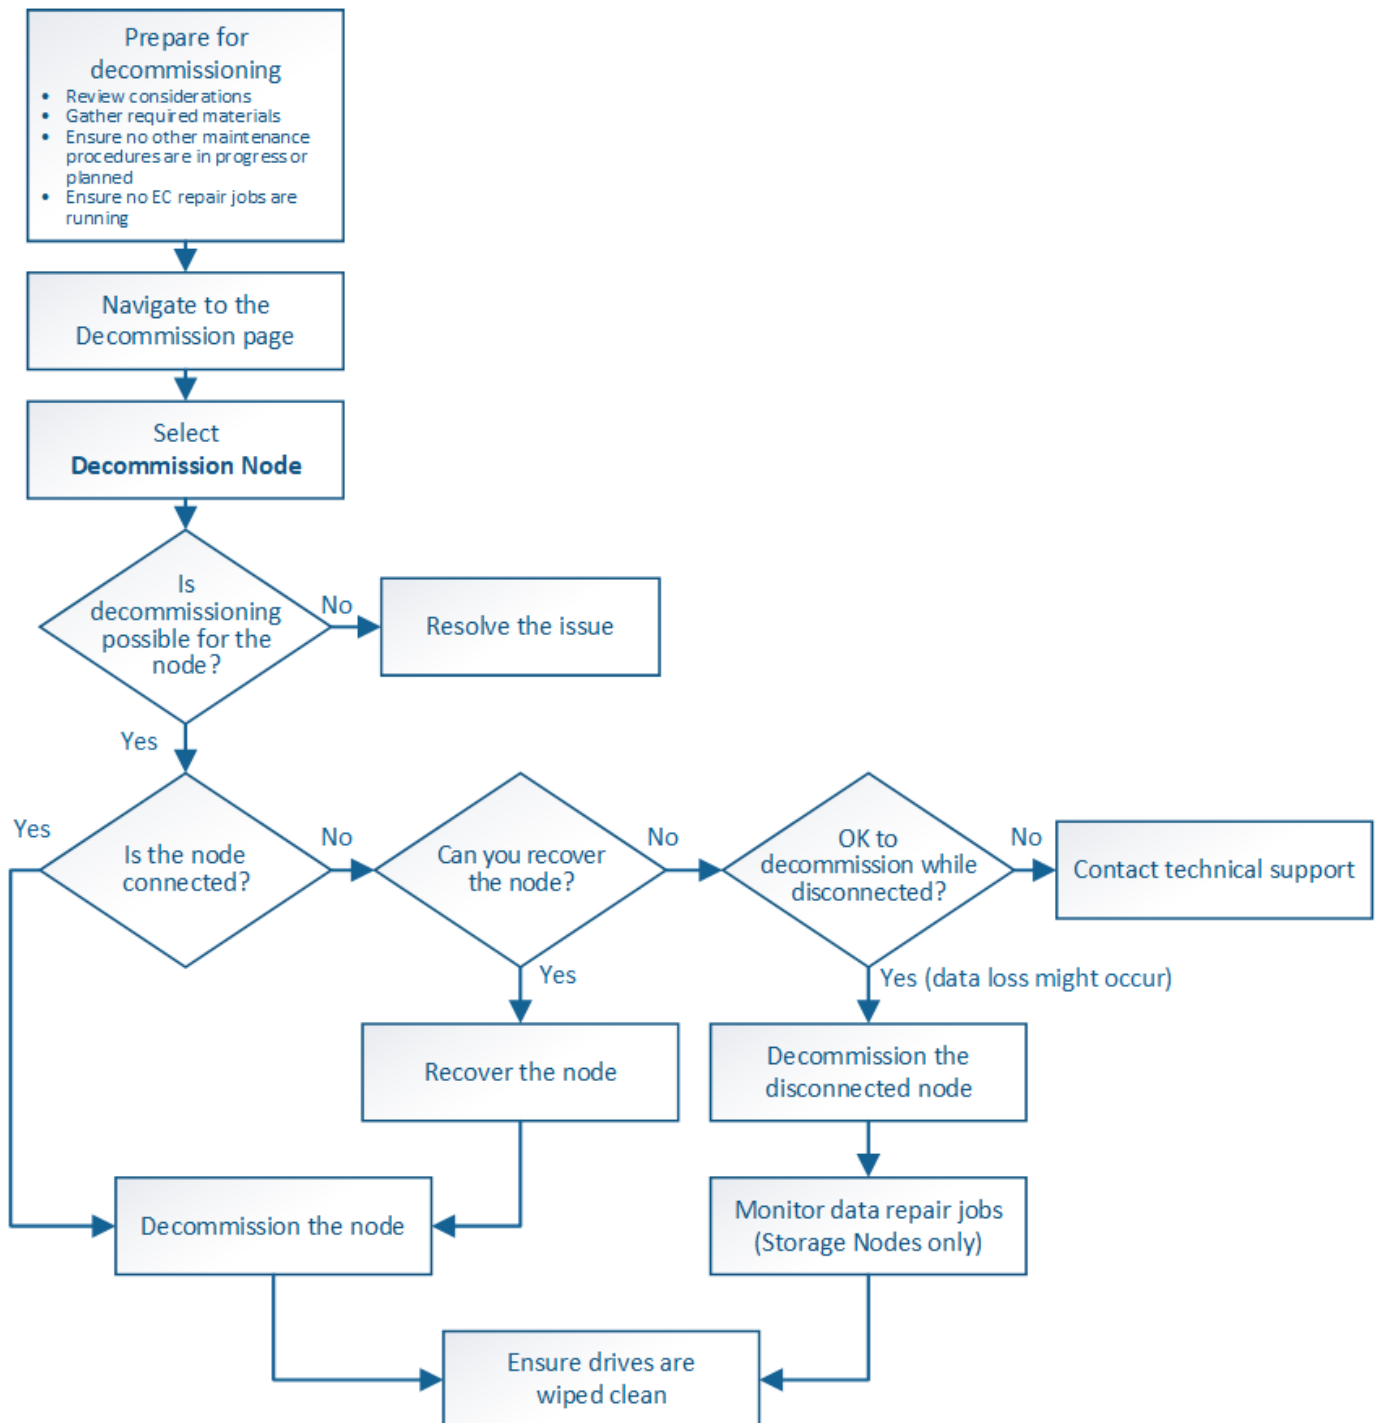 Prepare for
decommissioning
• Review considerations
• Gather required materials
• Ensure no other maintenance
procedures are in progress or
planned
• Ensure no EC repair jobs are
running
Navigate to the
Decommission page
Select
Decommission Node
Is
decommissioning
possible for the
node?
No
Resolve the issue
Yes
Yes
Is the node
connected?
No
Can you recover
the node?
No
OK to
decommission while
disconnected?
No
Contact technical support
Yes
Yes (data loss might occur)
Recover the node
Decommission the
disconnected node
Decommission the node
Monitor data repair jobs
(Storage Nodes only)
Ensure drives are
wiped clean